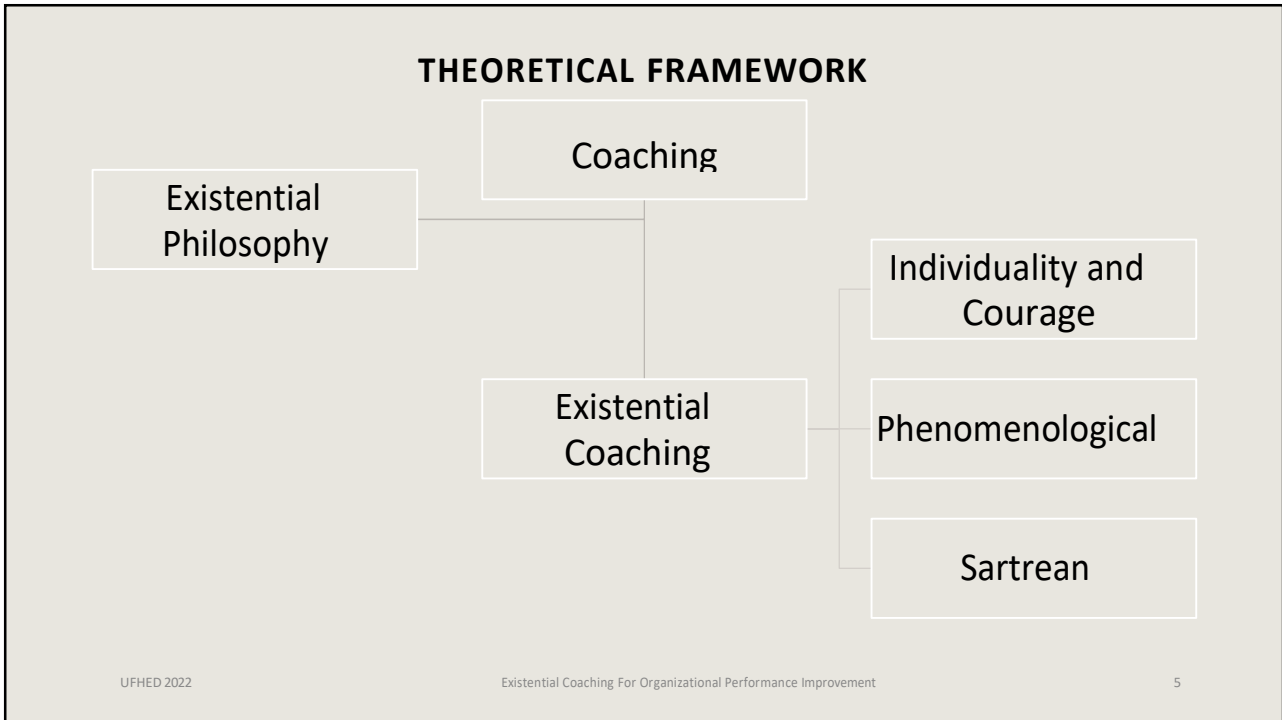 THEORETICAL FRAMEWORK
Coaching
Existential
Philosophy
Individuality and
Courage
Existential
Coaching
Phenomenological
Sartrean
UFHED 2022
Existential Coaching For Organizational Performance Improvement
5